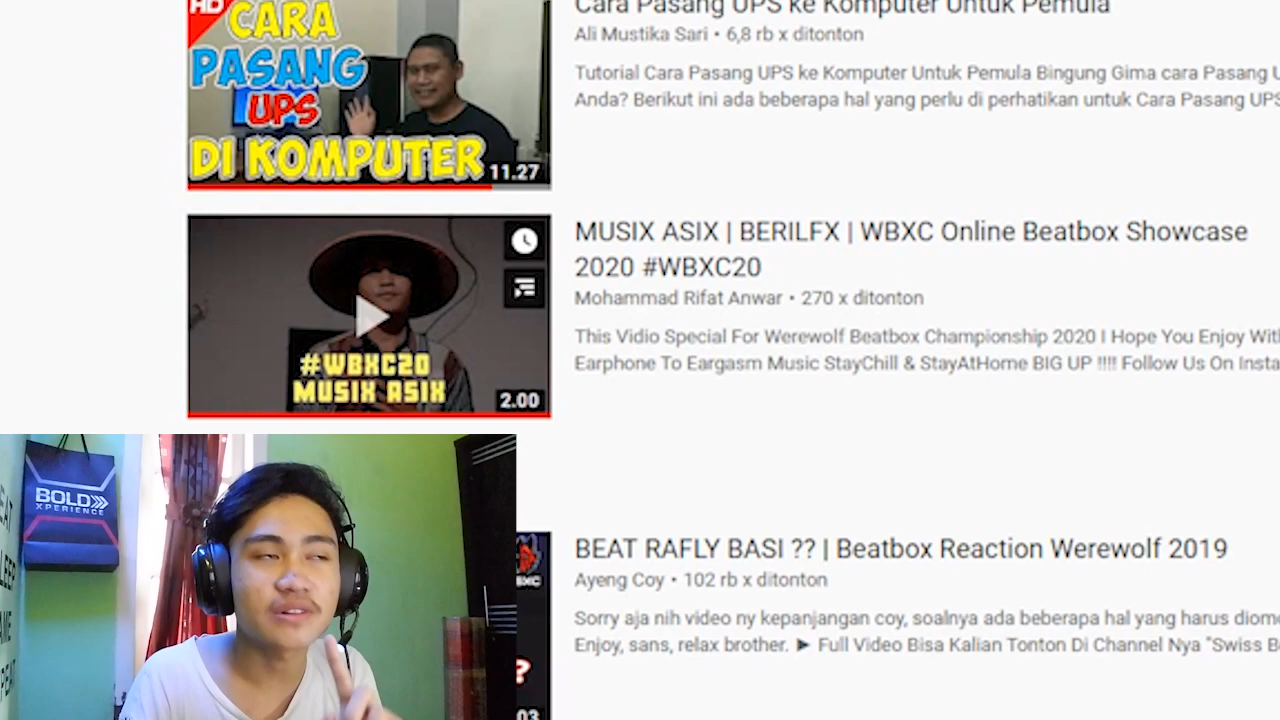 HD
CARA
PASANG
UPS
DI KOMPUTER
11.27
Cara Pasang UPS ke Komputer Untuk Pemula
Ali Mustika Sari • 6,8 rb x ditonton
Tutorial Cara Pasang UPS ke Komputer Untuk Pemula Bingung Gima cara Pasang
Anda? Berikut ini ada beberapa hal yang perlu di perhatikan untuk Cara Pasang UPS
#WBXC20
MUSIX ASIX
2.00
MUSIX ASIX | BERILFX | WBXC Online Beatbox Showcase
2020 #WBXC20
Mohammad Rifat Anwar • 270 x ditonton
This Vidio Special For Werewolf Beatbox Championship 2020 I Hope You Enjoy
Earphone To Eargasm Music StayChill & StayAtHome BIG UP !!!! Follow Us On
BOLD
XPERIENCE
BEAT RAFLY BASI ?? | Beatbox Reaction Werewolf 2019
Ayeng Coy • 102 rb x ditonton
Sorry aja nih video ny kepanjangan coy, soalnya ada beberapa hal yang harus
Enjoy, sans, relax brother. ► Full Video Bisa Kalian Tonton Di Channel Nya "Swiss
?
03